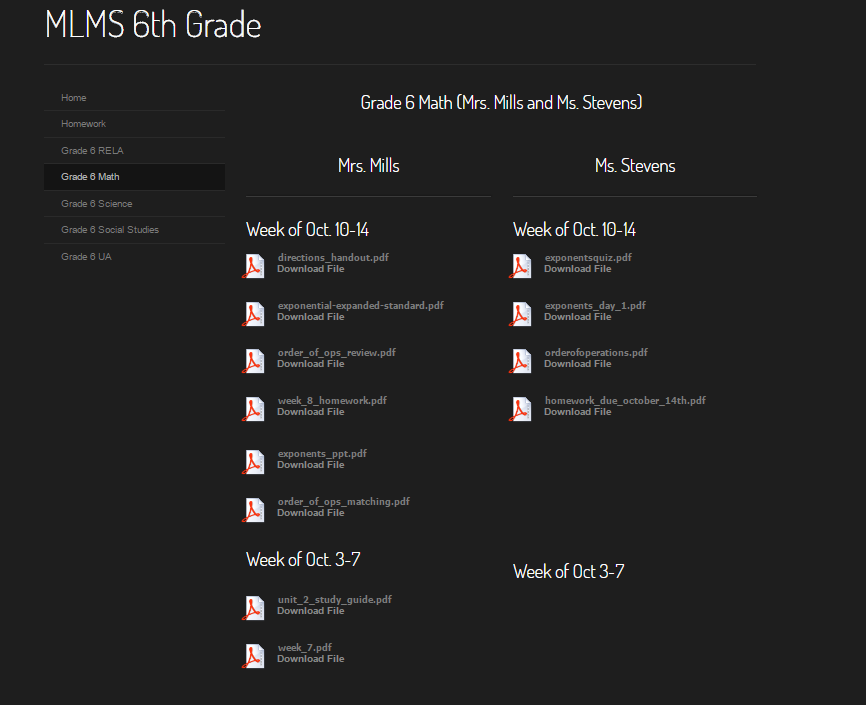 MLMS 6th Grade
Home
Homework
Grade 6 RELA
Grade 6 Math
Grade 6 Science
Grade 6 Social Studies
Grade 6 UA
Grade 6 Math (Mrs. Mills and Ms. Stevens)
Mrs. Mills
Week of Oct. 10-14
directions_handout.pdf
Download File
exponential-expanded-standard.pdf
Download File
order_of_ops_review.pdf
Download File
week_8_homework.pdf
Download File
exponents_ppt.pdf
Download File
order_of_ops_matching.pdf
Download File
Week of Oct. 3-7
unit_2_study_guide.pdf
Download File
week_7.pdf
Download File
Ms. Stevens
Week of Oct. 10-14
exponentsquiz.pdf
Download File
exponents_day_1.pdf
Download File
orderofoperations.pdf
Download File
homework_due_october_14th.pdf
Download File
Week of Oct 3-7